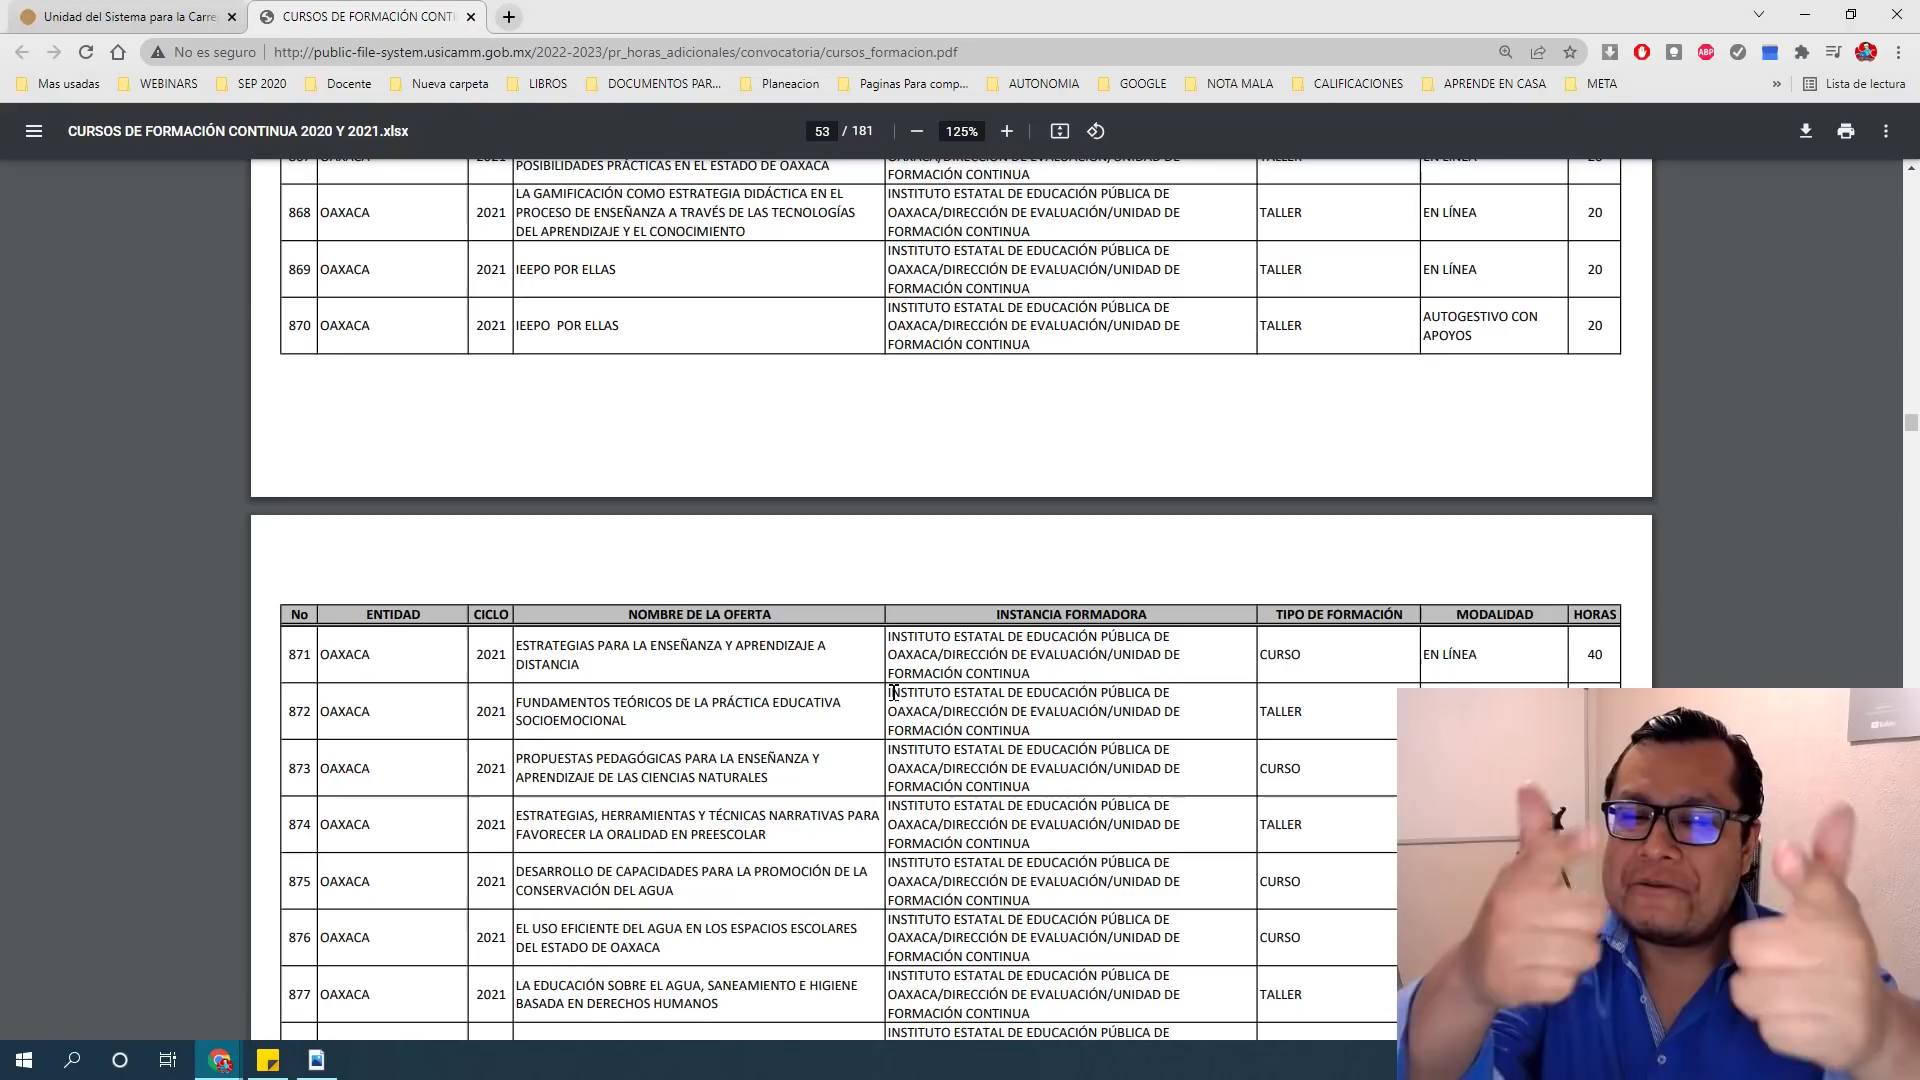 Unidad del Sistema para la Carre
CURSOS DE FORMACIÓN CONTI
No es seguro
http://public-file-system.usicamm.gob.mx/2022-2023/pr_horas_adicionales/convocatoria/cursos_formacion.pdf
Mas usadas
WEBINARS
SEP 2020
Docente
Nueva carpeta
LIBROS
DOCUMENTOS PAR...
Planeacion
Paginas Para comp...
AUTONOMIA
GOOGLE
NOTA MALA
CALIFICACIONES
APRENDE EN CASA
META
»
Lista de lectura
CURSOS DE FORMACIÓN CONTINUA 2020 Y 2021.xlsx
53 / 181
125%
867 2021 POSIBILIDADES PRÁCTICAS EN EL ESTADO DE OAXACA
OAXACA/DIRECCIÓN DE EVALUACIÓN/UNIDAD DE
FORMACIÓN CONTINUA
TALLER EN LÍNEA 20
868 OAXACA 2021
LA GAMIFICACIÓN COMO ESTRATEGIA DIDÁCTICA EN EL
PROCESO DE ENSEÑANZA A TRAVÉS DE LAS TECNOLOGÍAS
DEL APRENDIZAJE Y EL CONOCIMIENTO
INSTITUTO ESTATAL DE EDUCACIÓN PÚBLICA DE
OAXACA/DIRECCIÓN DE EVALUACIÓN/UNIDAD DE
FORMACIÓN CONTINUA
TALLER EN LÍNEA 20
869 OAXACA 2021 IEEPO POR ELLAS
INSTITUTO ESTATAL DE EDUCACIÓN PÚBLICA DE
OAXACA/DIRECCIÓN DE EVALUACIÓN/UNIDAD DE
FORMACIÓN CONTINUA
TALLER EN LÍNEA 20
870 OAXACA 2021 IEEPO POR ELLAS
INSTITUTO ESTATAL DE EDUCACIÓN PÚBLICA DE
OAXACA/DIRECCIÓN DE EVALUACIÓN/UNIDAD DE
FORMACIÓN CONTINUA
TALLER
AUTOGESTIVO CON
APOYOS
20
No ENTIDAD CICLO NOMBRE DE LA OFERTA INSTANCIA FORMADORA TIPO DE FORMACIÓN MODALIDAD HORAS
871 OAXACA 2021
ESTRATEGIAS PARA LA ENSEÑANZA Y APRENDIZAJE A
DISTANCIA
INSTITUTO ESTATAL DE EDUCACIÓN PÚBLICA DE
OAXACA/DIRECCIÓN DE EVALUACIÓN/UNIDAD DE
FORMACIÓN CONTINUA
CURSO EN LÍNEA 40
872 OAXACA 2021
FUNDAMENTOS TEÓRICOS DE LA PRÁCTICA EDUCATIVA
SOCIOEMOCIONAL
INSTITUTO ESTATAL DE EDUCACIÓN PÚBLICA DE
OAXACA/DIRECCIÓN DE EVALUACIÓN/UNIDAD DE
FORMACIÓN CONTINUA
TALLER
873 OAXACA 2021
PROPUESTAS PEDAGÓGICAS PARA LA ENSEÑANZA Y
APRENDIZAJE DE LAS CIENCIAS NATURALES
INSTITUTO ESTATAL DE EDUCACIÓN PÚBLICA DE
OAXACA/DIRECCIÓN DE EVALUACIÓN/UNIDAD DE
FORMACIÓN CONTINUA
CURSO
874 OAXACA 2021
ESTRATEGIAS, HERRAMIENTAS Y TÉCNICAS NARRATIVAS PARA
FAVORECER LA ORALIDAD EN PREESCOLAR
INSTITUTO ESTATAL DE EDUCACIÓN PÚBLICA DE
OAXACA/DIRECCIÓN DE EVALUACIÓN/UNIDAD DE
FORMACIÓN CONTINUA
TALLER
875 OAXACA 2021
DESARROLLO DE CAPACIDADES PARA LA PROMOCIÓN DE LA
CONSERVACIÓN DEL AGUA
INSTITUTO ESTATAL DE EDUCACIÓN PÚBLICA DE
OAXACA/DIRECCIÓN DE EVALUACIÓN/UNIDAD DE
FORMACIÓN CONTINUA
CURSO
876 OAXACA 2021
EL USO EFICIENTE DEL AGUA EN LOS ESPACIOS ESCOLARES
DEL ESTADO DE OAXACA
INSTITUTO ESTATAL DE EDUCACIÓN PÚBLICA DE
OAXACA/DIRECCIÓN DE EVALUACIÓN/UNIDAD DE
FORMACIÓN CONTINUA
CURSO
877 OAXACA 2021
LA EDUCACIÓN SOBRE EL AGUA, SANEAMIENTO E HIGIENE
BASADA EN DERECHOS HUMANOS
INSTITUTO ESTATAL DE EDUCACIÓN PÚBLICA DE
OAXACA/DIRECCIÓN DE EVALUACIÓN/UNIDAD DE
FORMACIÓN CONTINUA
TALLER
INSTITUTO ESTATAL DE EDUCACIÓN PÚBLICA DE